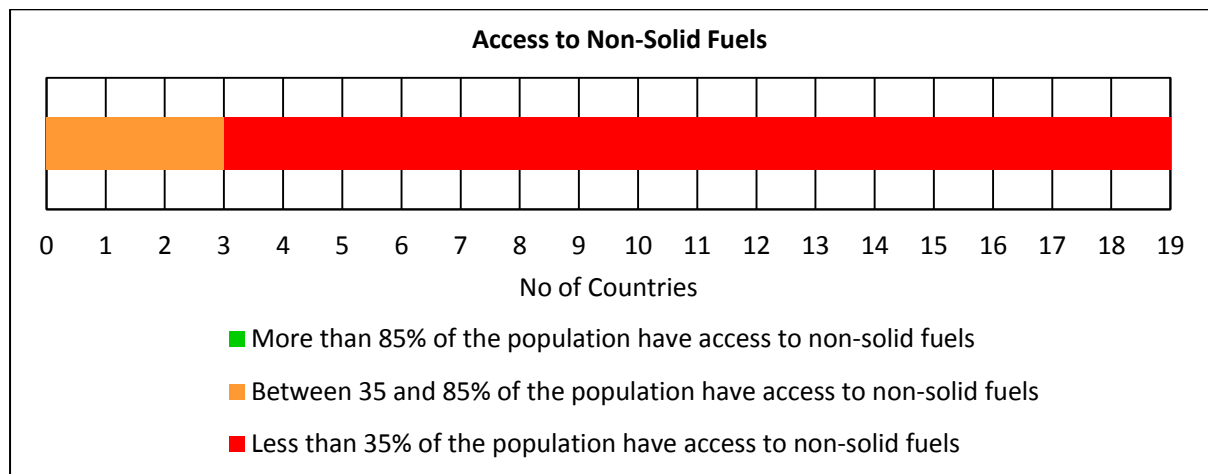 Access to Non-Solid Fuels
0 1 2 3 4 5 6 7 8 9 10 11 12 13 14 15 16 17 18 19
No of Countries
More than 85% of the population have access to non-solid fuels
Between 35 and 85% of the population have access to non-solid fuels
Less than 35% of the population have access to non-solid fuels